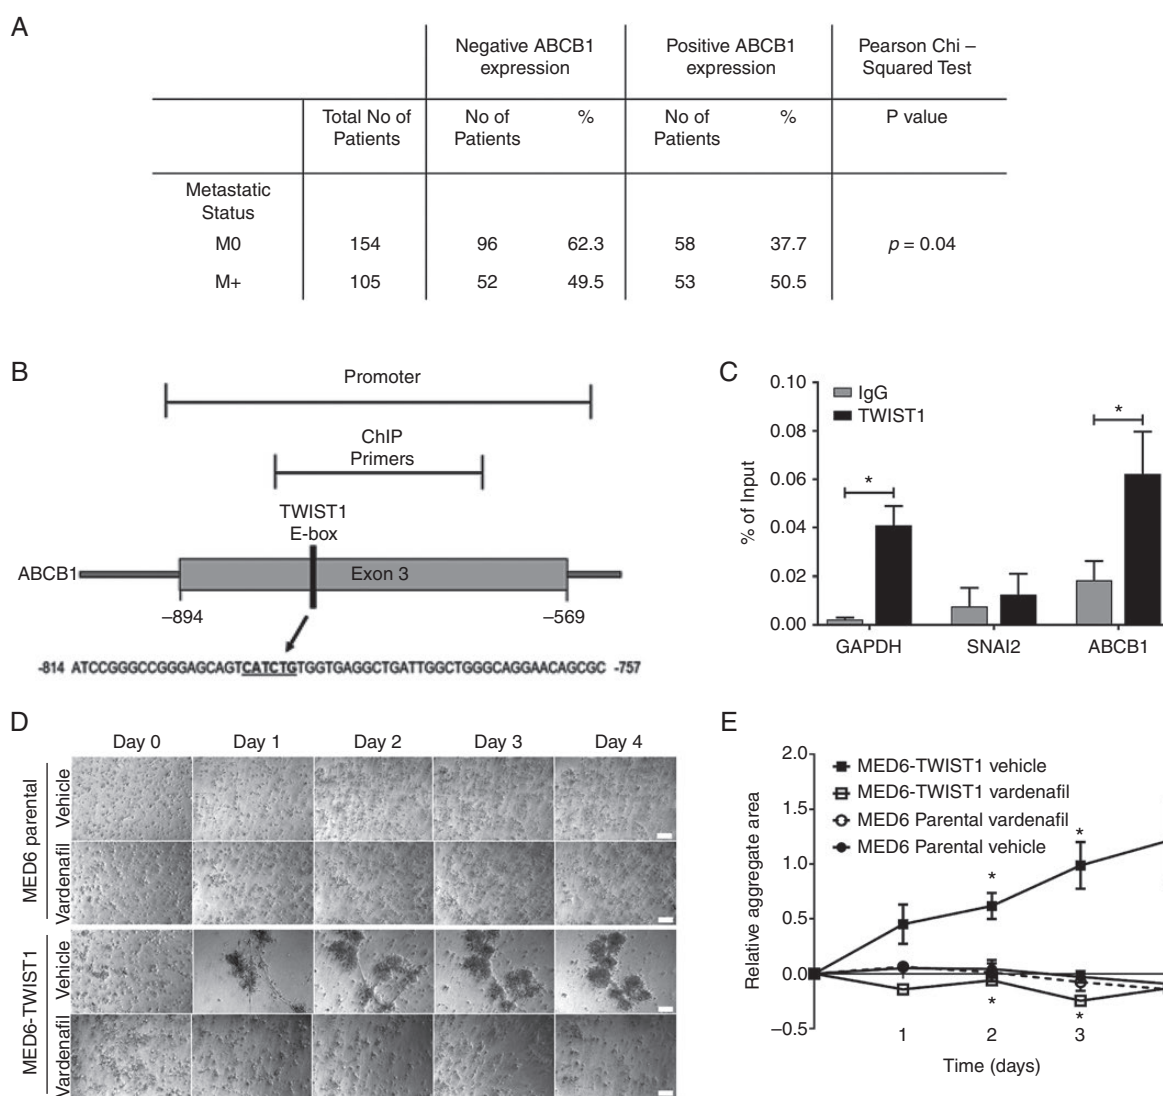 A
Negative ABCB1 expression
Positive ABCB1 expression
Pearson Chi – Squared Test
Total No of Patients
No of Patients
%
No of Patients
%
P value
Metastatic Status
M0 154 96 62.3 58 37.7 p = 0.04
M+ 105 52 49.5 53 50.5
B
Promoter
ChIP Primers
TWIST1 E-box
ABCB1
Exon 3
–894
–569
-814 ATCCGGGCCGGGAGCAGTCATCTGTGGTGAGGCTGATTGGCTGGGCAGGAACAGCGC -757
C
IgG
TWIST1
% of Input
0.10
0.08
0.06
0.04
0.02
0.00
*
*
GAPDH
SNAI2
ABCB1
D
Day 0
Day 1
Day 2
Day 3
Day 4
MED6 parental
Vehicle
Vardenafil
MED6-TWIST1
Vehicle
Vardenafil
E
MED6-TWIST1 vehicle
MED6-TWIST1 vardenafil
MED6 Parental vardenafil
MED6 Parental vehicle
Relative aggregate area
2.0
1.5
1.0
0.5
0.0
–0.5
*
*
*
*
1
2
3
Time (days)